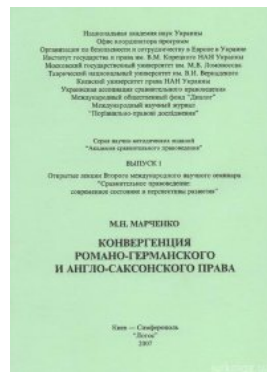 Национальная академия наук Украины
Офис координатора программ
Организации по безопасности и сотрудничеству в Европе в Украине
Институт государства и права им. В.М. Корецкого НАН Украины
Московский государственный университет им. М.В. Ломоносова
Таврический национальный университет им. В.И. Вернадского
Киевский университет права НАН Украины
Украинская ассоциация сравнительного правоведения
Международный общественный фонд "Диалог"
Международный научный журнал
"Порівняльно-правові дослідження"
Серия научно-методических изданий
"Академия сравнительного правоведения"
ВЫПУСК 1
Открытые лекции Второго международного научного семинара
"Сравнительное правоведение:
современное состояние и перспективы развития"
М.Н. МАРЧЕНКО
КОНВЕРГЕНЦИЯ
РОМАНО-ГЕРМАНСКОГО
И АНГЛО-САКСОНСКОГО ПРАВА
Киев — Симферополь
"Логос"
2007